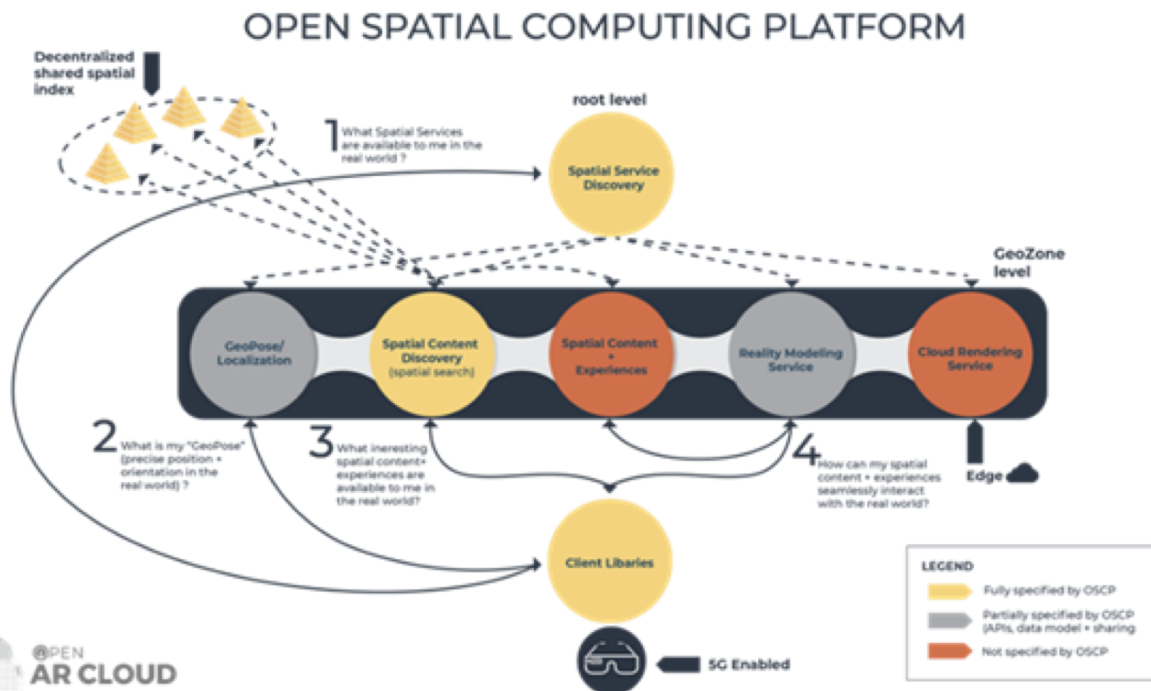 OPEN SPATIAL COMPUTING PLATFORM
Decentralized
shared spatial
index
root level
1
What Spatial Services
are available to me in the
real world ?
Spatial Service
Discovery
GeoZone
level
GeoPose/
Localization
Spatial Content
Discovery
(spatial search)
Spatial Content
+
Experiences
Reality Modeling
Service
Cloud Rendering
Service
2
What is my "GeoPose"
(precise position +
orientation in the
real world) ?
3
What ineresting
spatial content+
experiences are
available to me in
the real world?
4
How can my spatial
content + experiences
seamlessly interact
with the real world?
Edge
Client Libaries
5G Enabled
LEGEND
Fully specified by OSCP
Partially specified by OSCP
(APIs, data model + sharing
Not specified by OSCP
OPEN
AR CLOUD